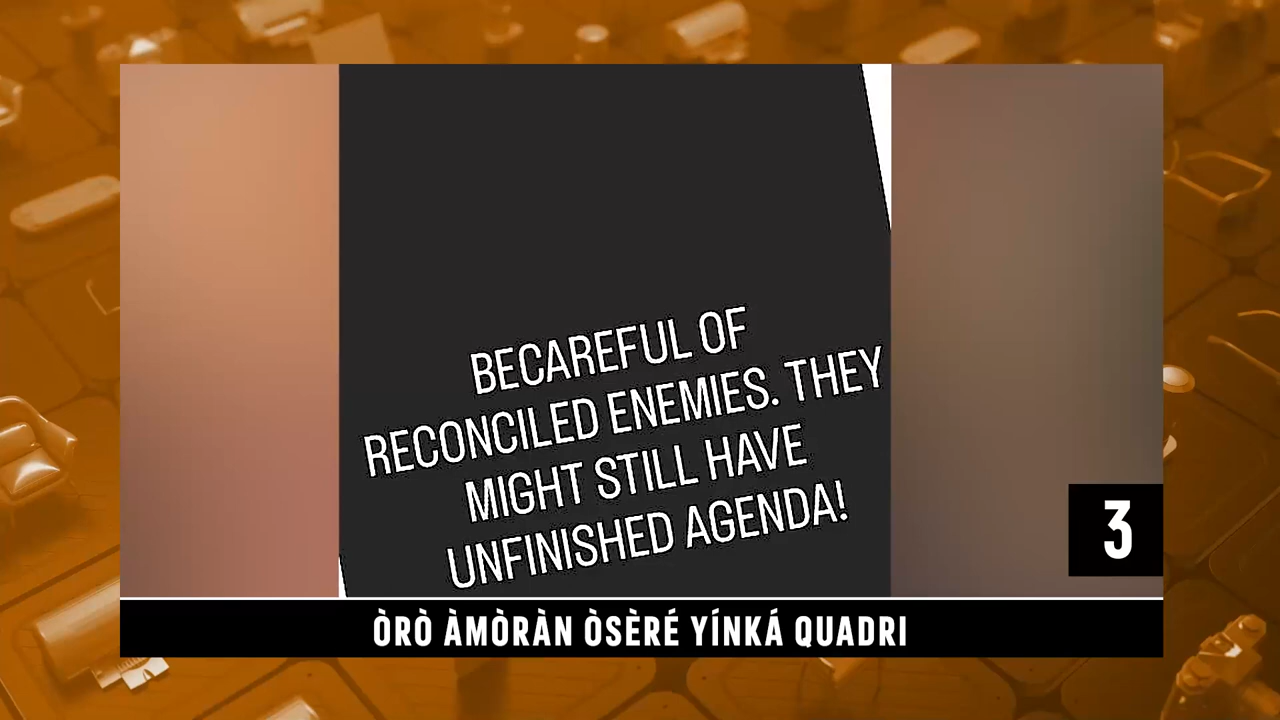 BECAREFUL OF
RECONCILED ENEMIES. THEY
MIGHT STILL HAVE
UNFINISHED AGENDA!
3
ÒRÒ ÀMÒRÀN ÒSÈRÉ YÍNKÁ QUADRI